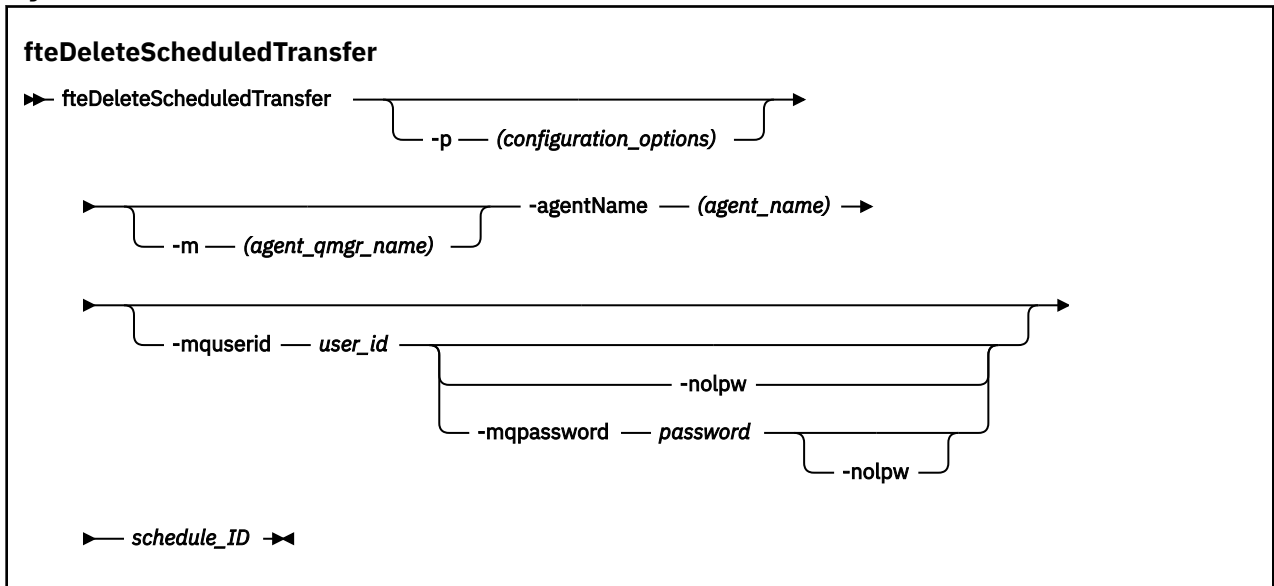 fteDeleteScheduledTransfer
fteDeleteScheduledTransfer
-p (configuration_options)
-agentName (agent_name)
-m (agent_qmgr_name)
-mquserid user_id
-nolpw
-mqpassword password
-nolpw
schedule_ID